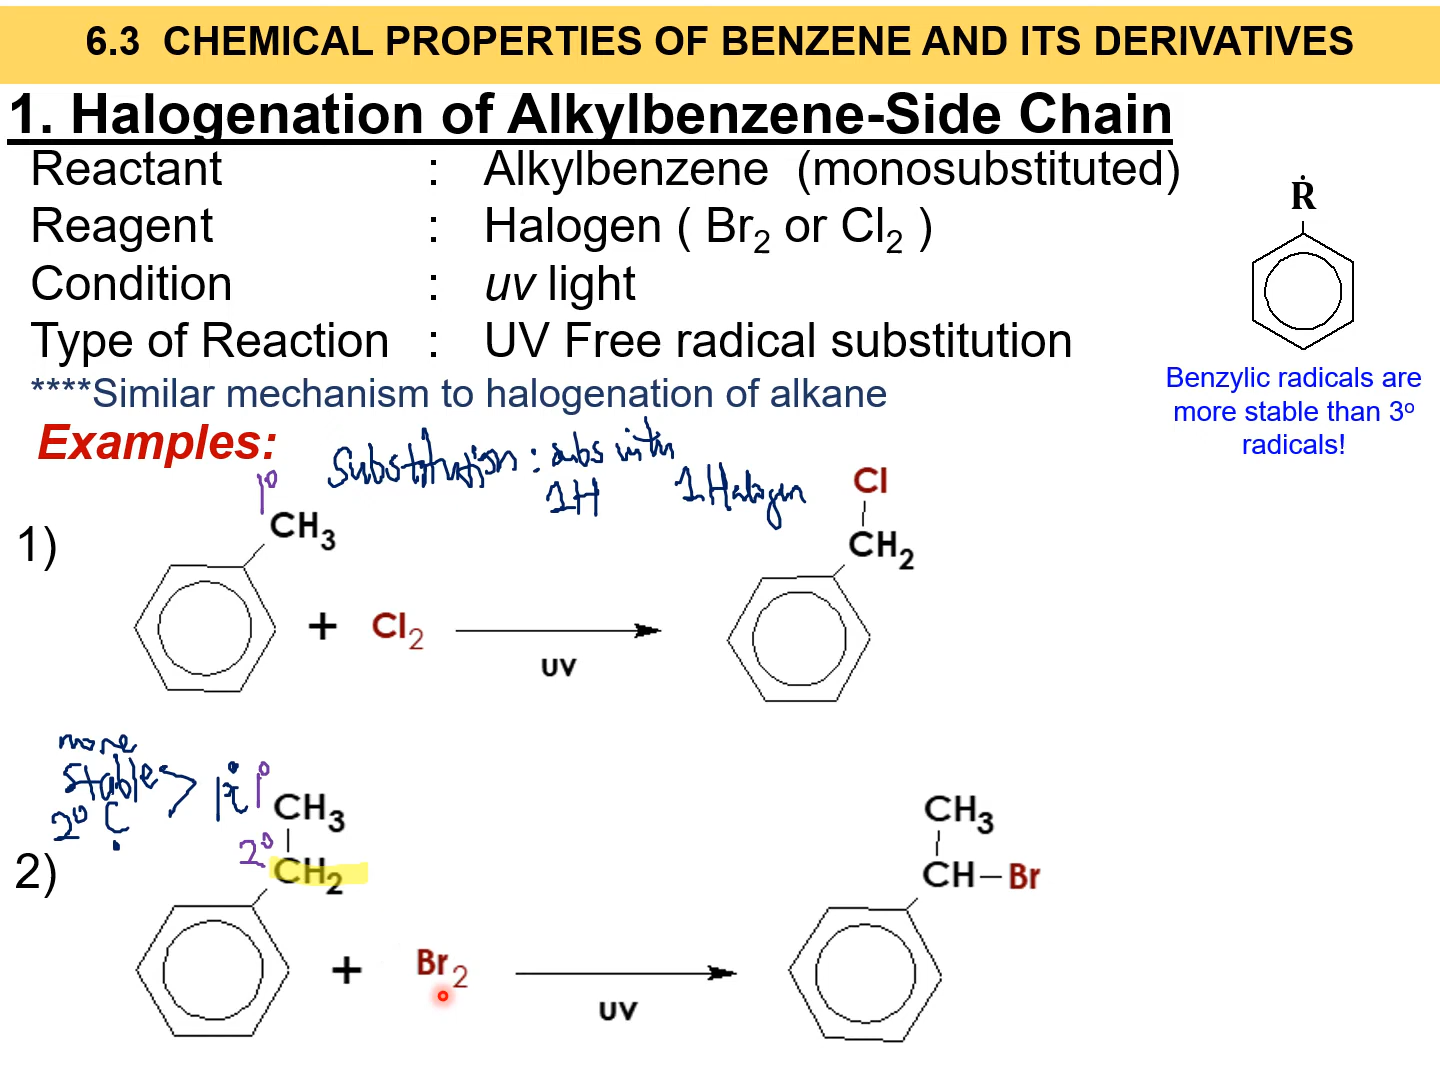 6.3 CHEMICAL PROPERTIES OF BENZENE AND ITS DERIVATIVES
1. Halogenation of Alkylbenzene-Side Chain
Reactant : Alkylbenzene (monosubstituted)
Reagent : Halogen ( Br₂ or Cl₂ )
Condition : uv light
Type of Reaction : UV Free radical substitution
****Similar mechanism to halogenation of alkane
Ṙ
Benzylic radicals are
more stable than 3º
radicals!
Examples:
Substitution : subs with
1H 1 Halogen
1)
1º
CH₃
+ Cl₂
UV
Cl
CH₂
more
stable >
2º C
1º
CH₃
2º
CH₂
2)
+ Br₂
UV
CH₃
CH–Br